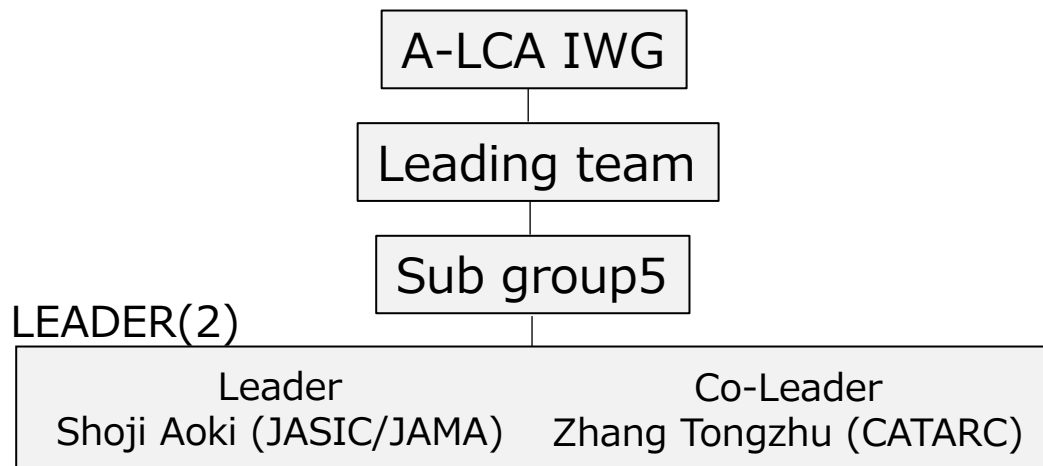 A-LCA IWG
Leading team
Sub group5
LEADER(2)
Leader
Shoji Aoki (JASIC/JAMA)
Co-Leader
Zhang Tongzhu (CATARC)